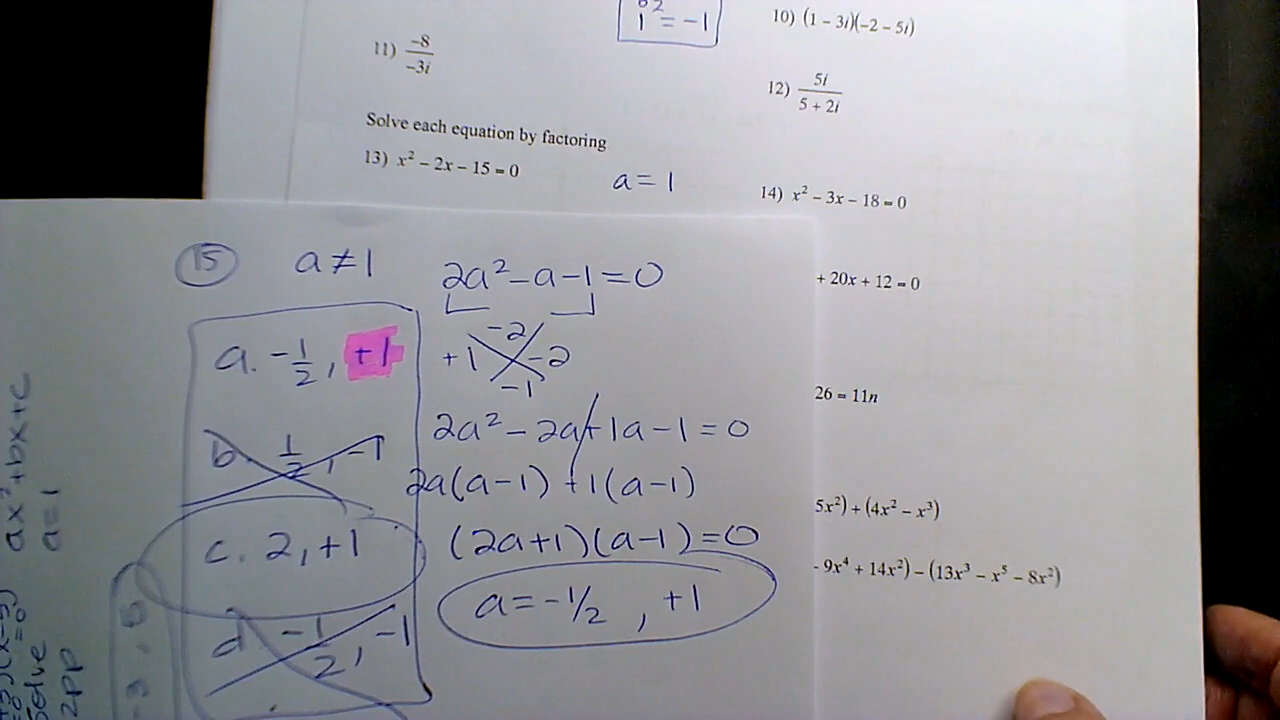 i² = -1
10) (1 - 3i)(-2 - 5i)
11) -8/-3i
12) 5i/5 + 2i
Solve each equation by factoring
13) x² - 2x - 15 = 0
a = 1
14) x² - 3x - 18 = 0
+ 20x + 12 = 0
26 = 11n
5x²) + (4x² - x³)
- 9x⁴ + 14x²) - (13x³ - x⁵ - 8x²)
15 a ≠ 1 2a² - a - 1 = 0
a. -1/2, +1
b. 1/2, -1
c. 2, +1
d -1/2, -1
-2
+1 -2
-1
2a² - 2a + 1a - 1 = 0
2a(a-1) + 1(a-1)
(2a+1)(a-1) = 0
a = -1/2 , +1
ax² + bx + c
a = 1
Solve